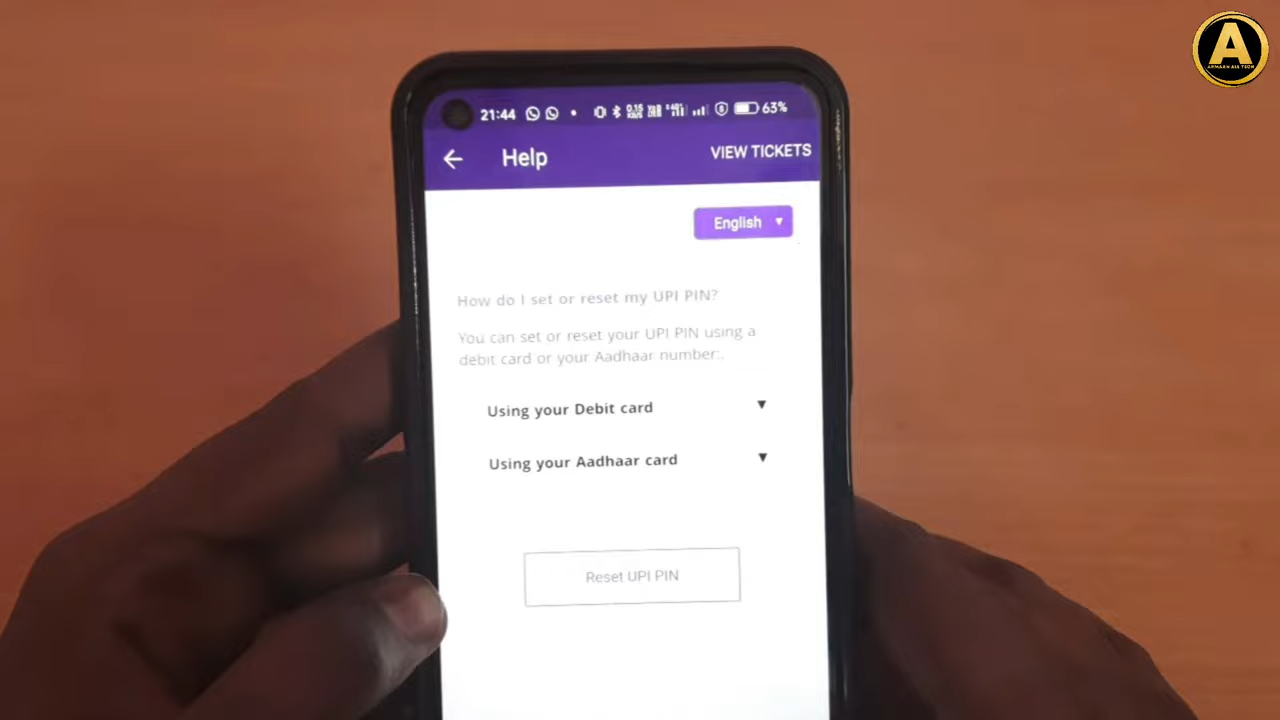 A
21:44 63%
Help
VIEW TICKETS
English
How do I set or reset my UPI PIN?
You can set or reset your UPI PIN using a
debit card or your Aadhaar number:.
Using your Debit card
Using your Aadhaar card
Reset UPI PIN